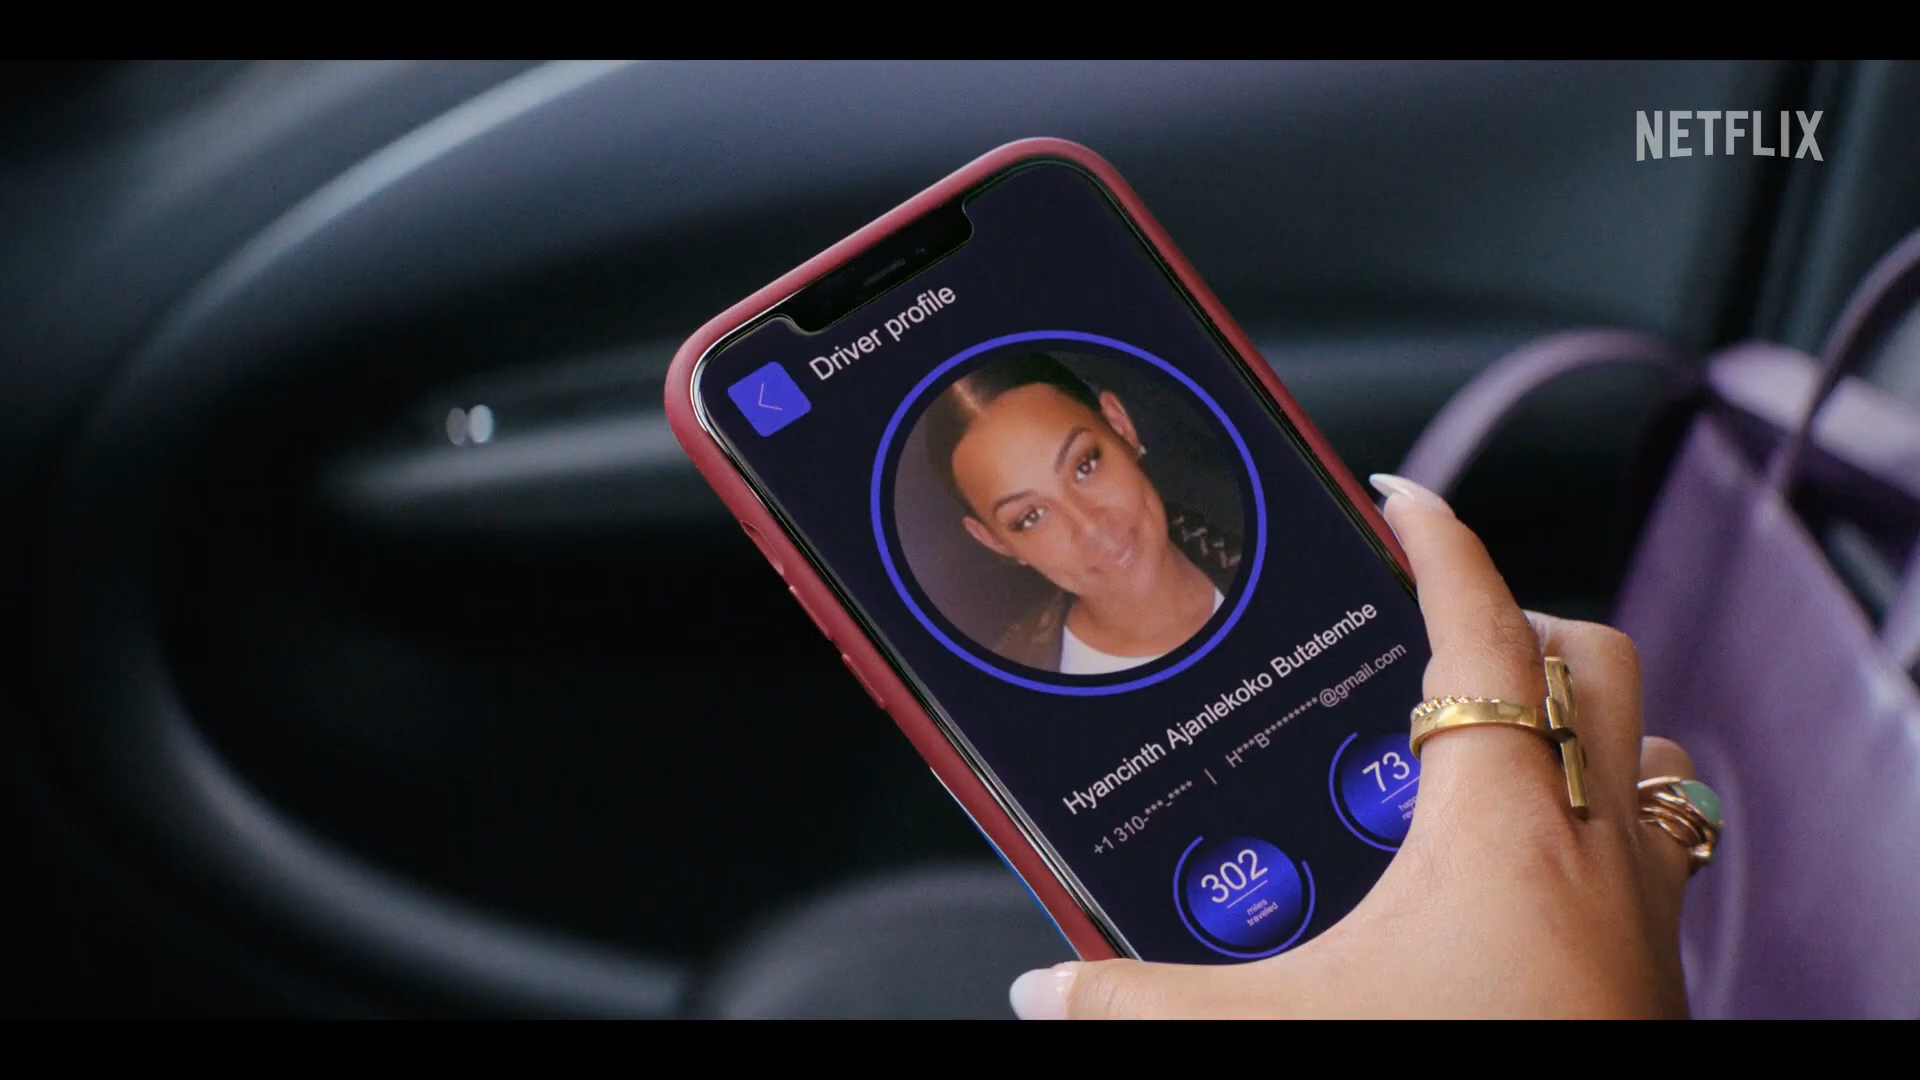 NETFLIX
Driver profile
Hyancinth Ajanlekoko Butatembe
+1 310-***-**** | H***B*********@gmail.com
73
302
miles
traveled